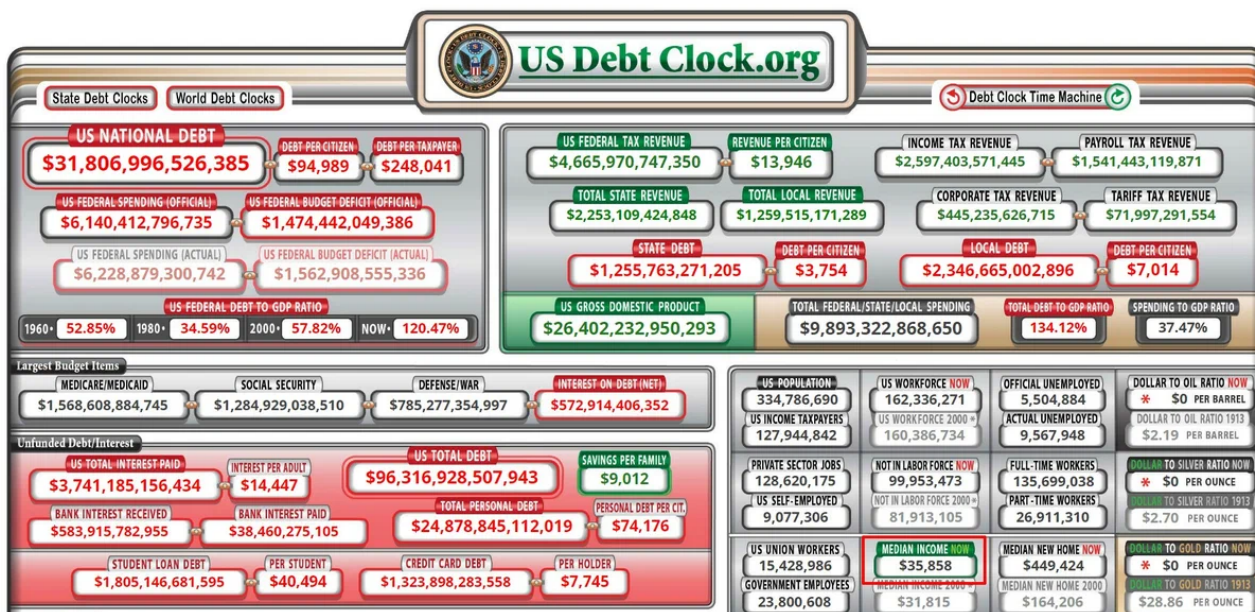 US Debt Clock.org
State Debt Clocks World Debt Clocks Debt Clock Time Machine
US NATIONAL DEBT DEBT PER CITIZEN DEBT PER TAXPAYER
$31,806,996,526,385 $94,989 $248,041
US FEDERAL SPENDING (OFFICIAL) US FEDERAL BUDGET DEFICIT (OFFICIAL)
$6,140,412,796,735 $1,474,442,049,386
US FEDERAL SPENDING (ACTUAL) US FEDERAL BUDGET DEFICIT (ACTUAL)
$6,228,879,300,742 $1,562,908,555,336
US FEDERAL DEBT TO GDP RATIO
1960• 52.85% 1980• 34.59% 2000• 57.82% NOW• 120.47%
US FEDERAL TAX REVENUE REVENUE PER CITIZEN INCOME TAX REVENUE PAYROLL TAX REVENUE
$4,665,970,747,350 $13,946 $2,597,403,571,445 $1,541,443,119,871
TOTAL STATE REVENUE TOTAL LOCAL REVENUE CORPORATE TAX REVENUE TARIFF TAX REVENUE
$2,253,109,424,848 $1,259,515,171,289 $445,235,626,715 $71,997,291,554
STATE DEBT DEBT PER CITIZEN LOCAL DEBT DEBT PER CITIZEN
$1,255,763,271,205 $3,754 $2,346,665,002,896 $7,014
US GROSS DOMESTIC PRODUCT TOTAL FEDERAL/STATE/LOCAL SPENDING TOTAL DEBT TO GDP RATIO SPENDING TO GDP RATIO
$26,402,232,950,293 $9,893,322,868,650 134.12% 37.47%
Largest Budget Items
MEDICARE/MEDICAID SOCIAL SECURITY DEFENSE/WAR INTEREST ON DEBT (NET)
$1,568,608,884,745 $1,284,929,038,510 $785,277,354,997 $572,914,406,352
Unfunded Debt/Interest
US TOTAL INTEREST PAID INTEREST PER ADULT US TOTAL DEBT SAVINGS PER FAMILY
$3,741,185,156,434 $14,447 $96,316,928,507,943 $9,012
BANK INTEREST RECEIVED BANK INTEREST PAID TOTAL PERSONAL DEBT PERSONAL DEBT PER CIT.
$583,915,782,955 $38,460,275,105 $24,878,845,112,019 $74,176
STUDENT LOAN DEBT PER STUDENT CREDIT CARD DEBT PER HOLDER
$1,805,146,681,595 $40,494 $1,323,898,283,558 $7,745
US POPULATION US WORKFORCE NOW OFFICIAL UNEMPLOYED DOLLAR TO OIL RATIO NOW
334,786,690 162,336,271 5,504,884 * $0 PER BARREL
US INCOME TAXPAYERS US WORKFORCE 2000 * ACTUAL UNEMPLOYED DOLLAR TO OIL RATIO 1913
127,944,842 160,386,734 9,567,948 $2.19 PER BARREL
PRIVATE SECTOR JOBS NOT IN LABOR FORCE NOW FULL-TIME WORKERS DOLLAR TO SILVER RATIO NOW
128,620,175 99,953,473 135,699,038 * $0 PER OUNCE
US SELF-EMPLOYED NOT IN LABOR FORCE 2000 * PART-TIME WORKERS DOLLAR TO SILVER RATIO 1913
9,077,306 81,913,105 26,911,310 $2.70 PER OUNCE
US UNION WORKERS MEDIAN INCOME NOW MEDIAN NEW HOME NOW DOLLAR TO GOLD RATIO NOW
15,428,986 $35,858 $449,424 * $0 PER OUNCE
GOVERNMENT EMPLOYEES MEDIAN INCOME 2000 * MEDIAN NEW HOME 2000 DOLLAR TO GOLD RATIO 1913
23,800,608 $31,815 $164,206 $28.86 PER OUNCE